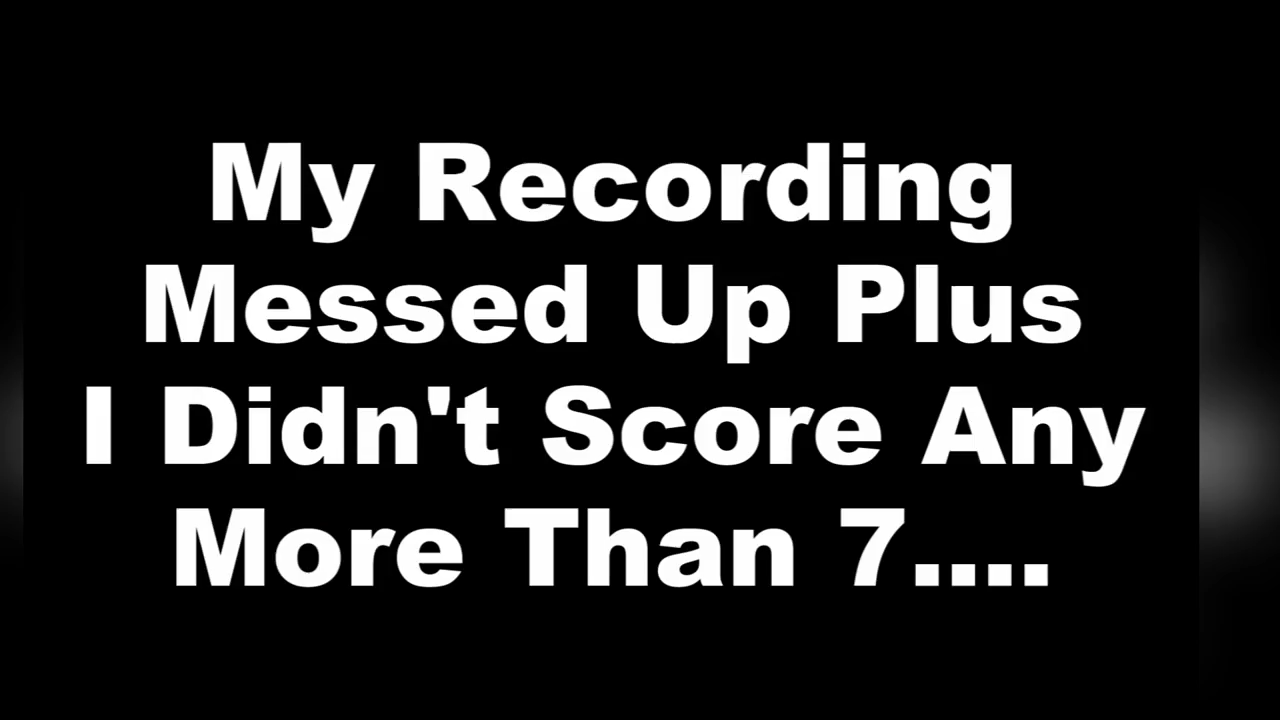 My Recording
Messed Up Plus
I Didn't Score Any
More Than 7....